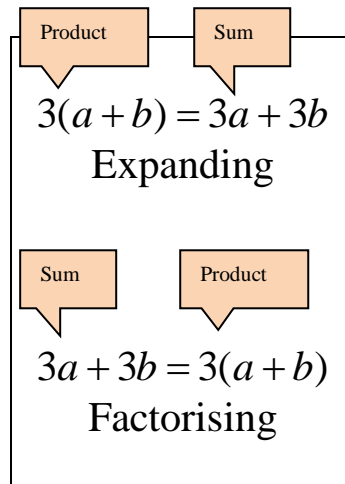 Product Sum
3(a + b) = 3a + 3b
Expanding
Sum Product
3a + 3b = 3(a + b)
Factorising